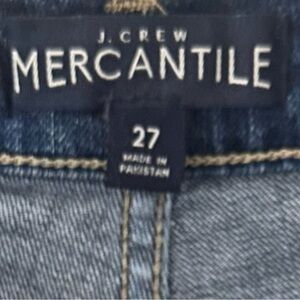 J.CREW
MERCANTILE
27
MADE IN
PAKISTAN